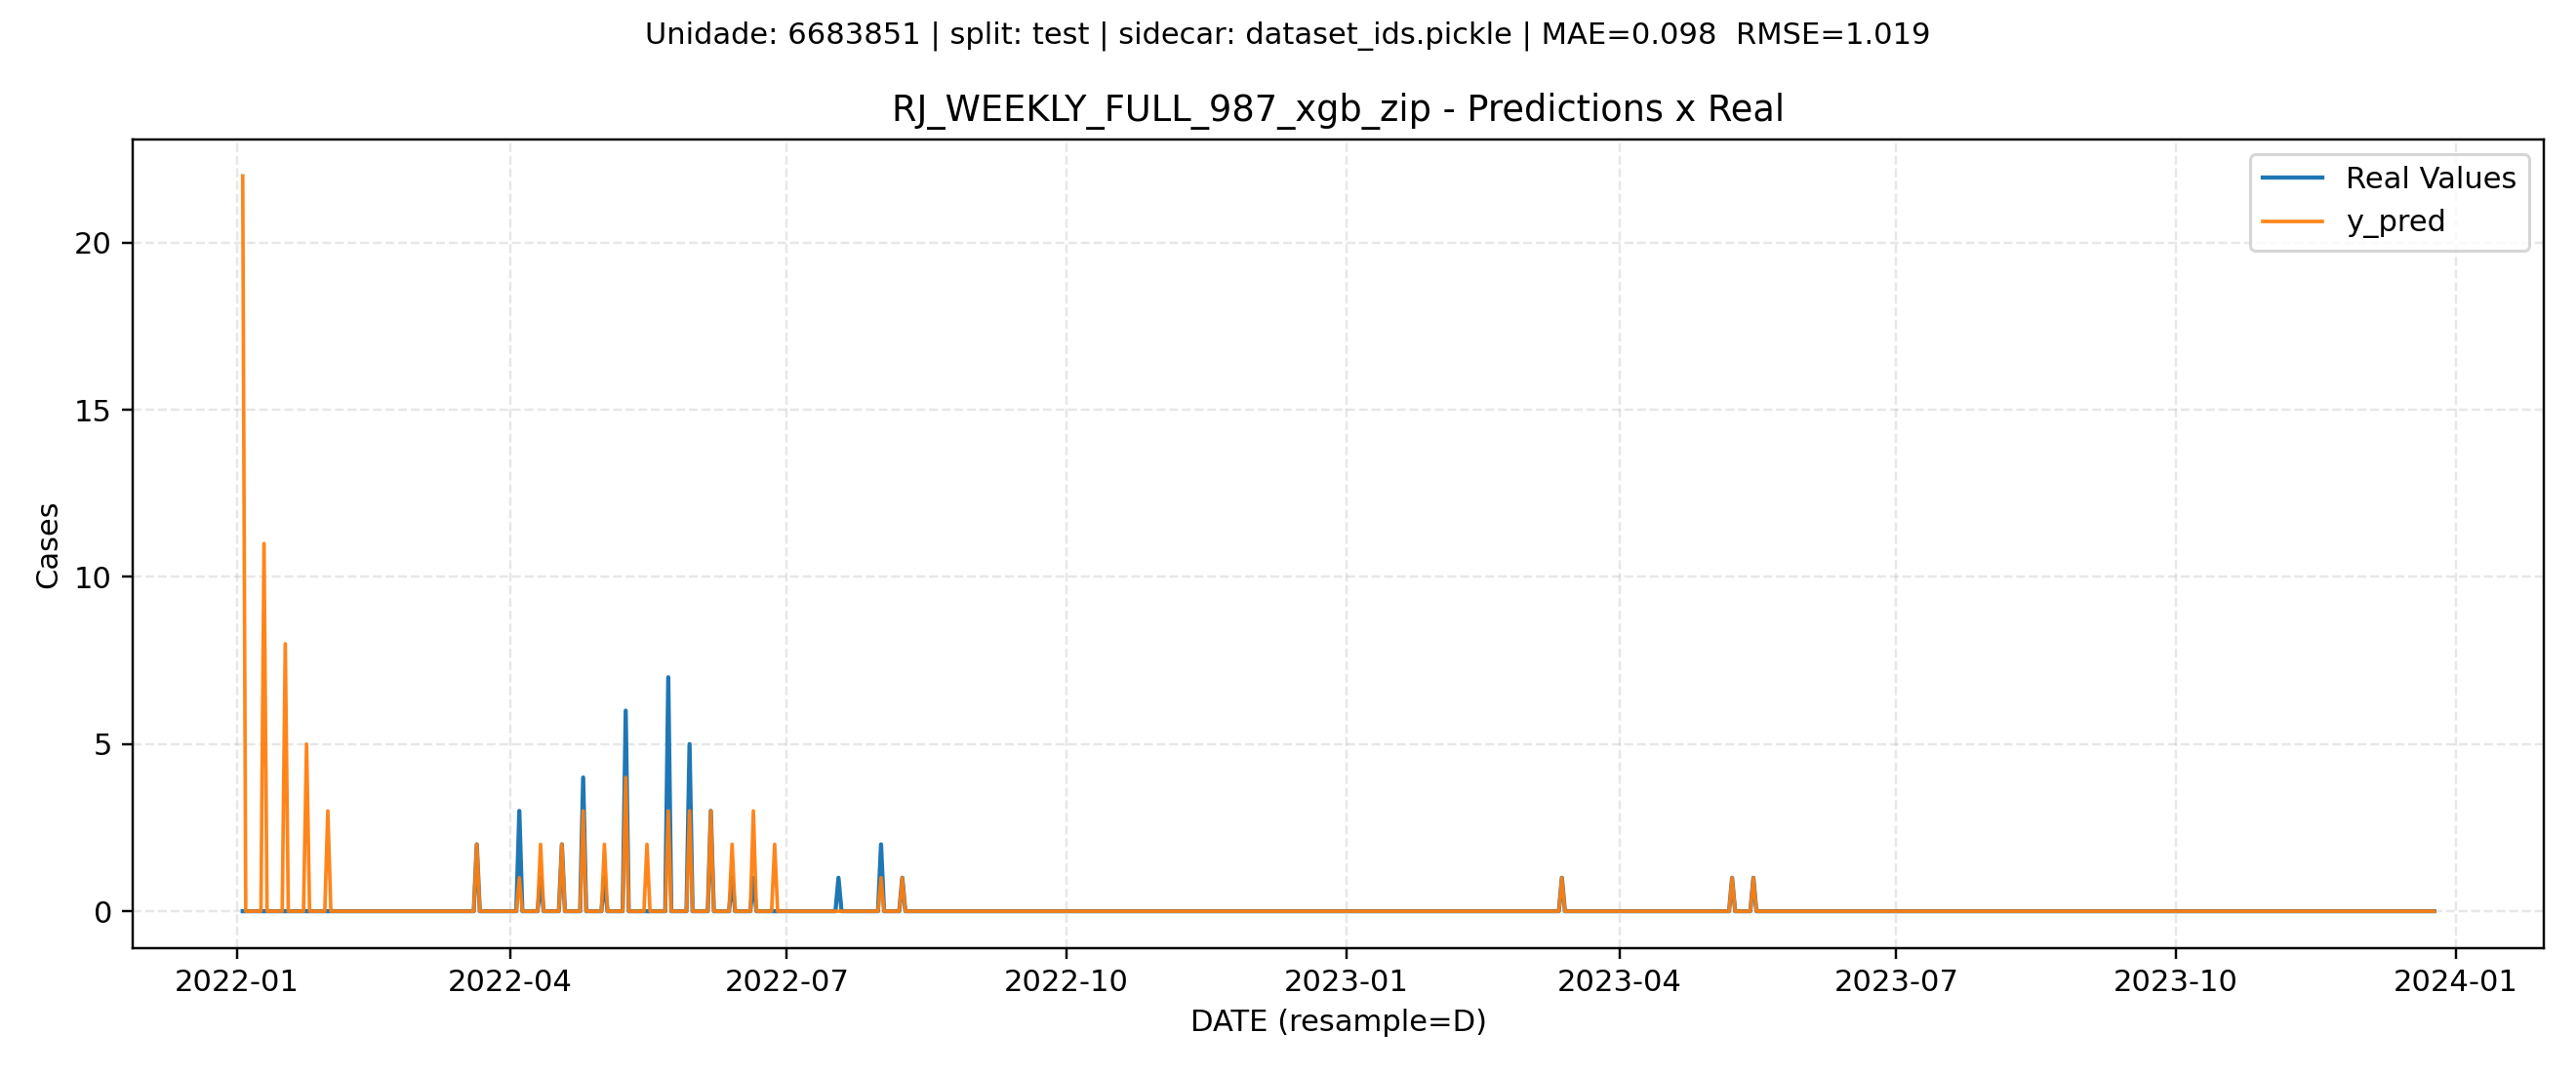 Unidade: 6683851 | split: test | sidecar: dataset_ids.pickle | MAE=0.098  RMSE=1.019
RJ_WEEKLY_FULL_987_xgb_zip - Predictions x Real
Real Values
y_pred
Cases
20
15
10
5
0
2022-01
2022-04
2022-07
2022-10
2023-01
2023-04
2023-07
2023-10
2024-01
DATE (resample=D)